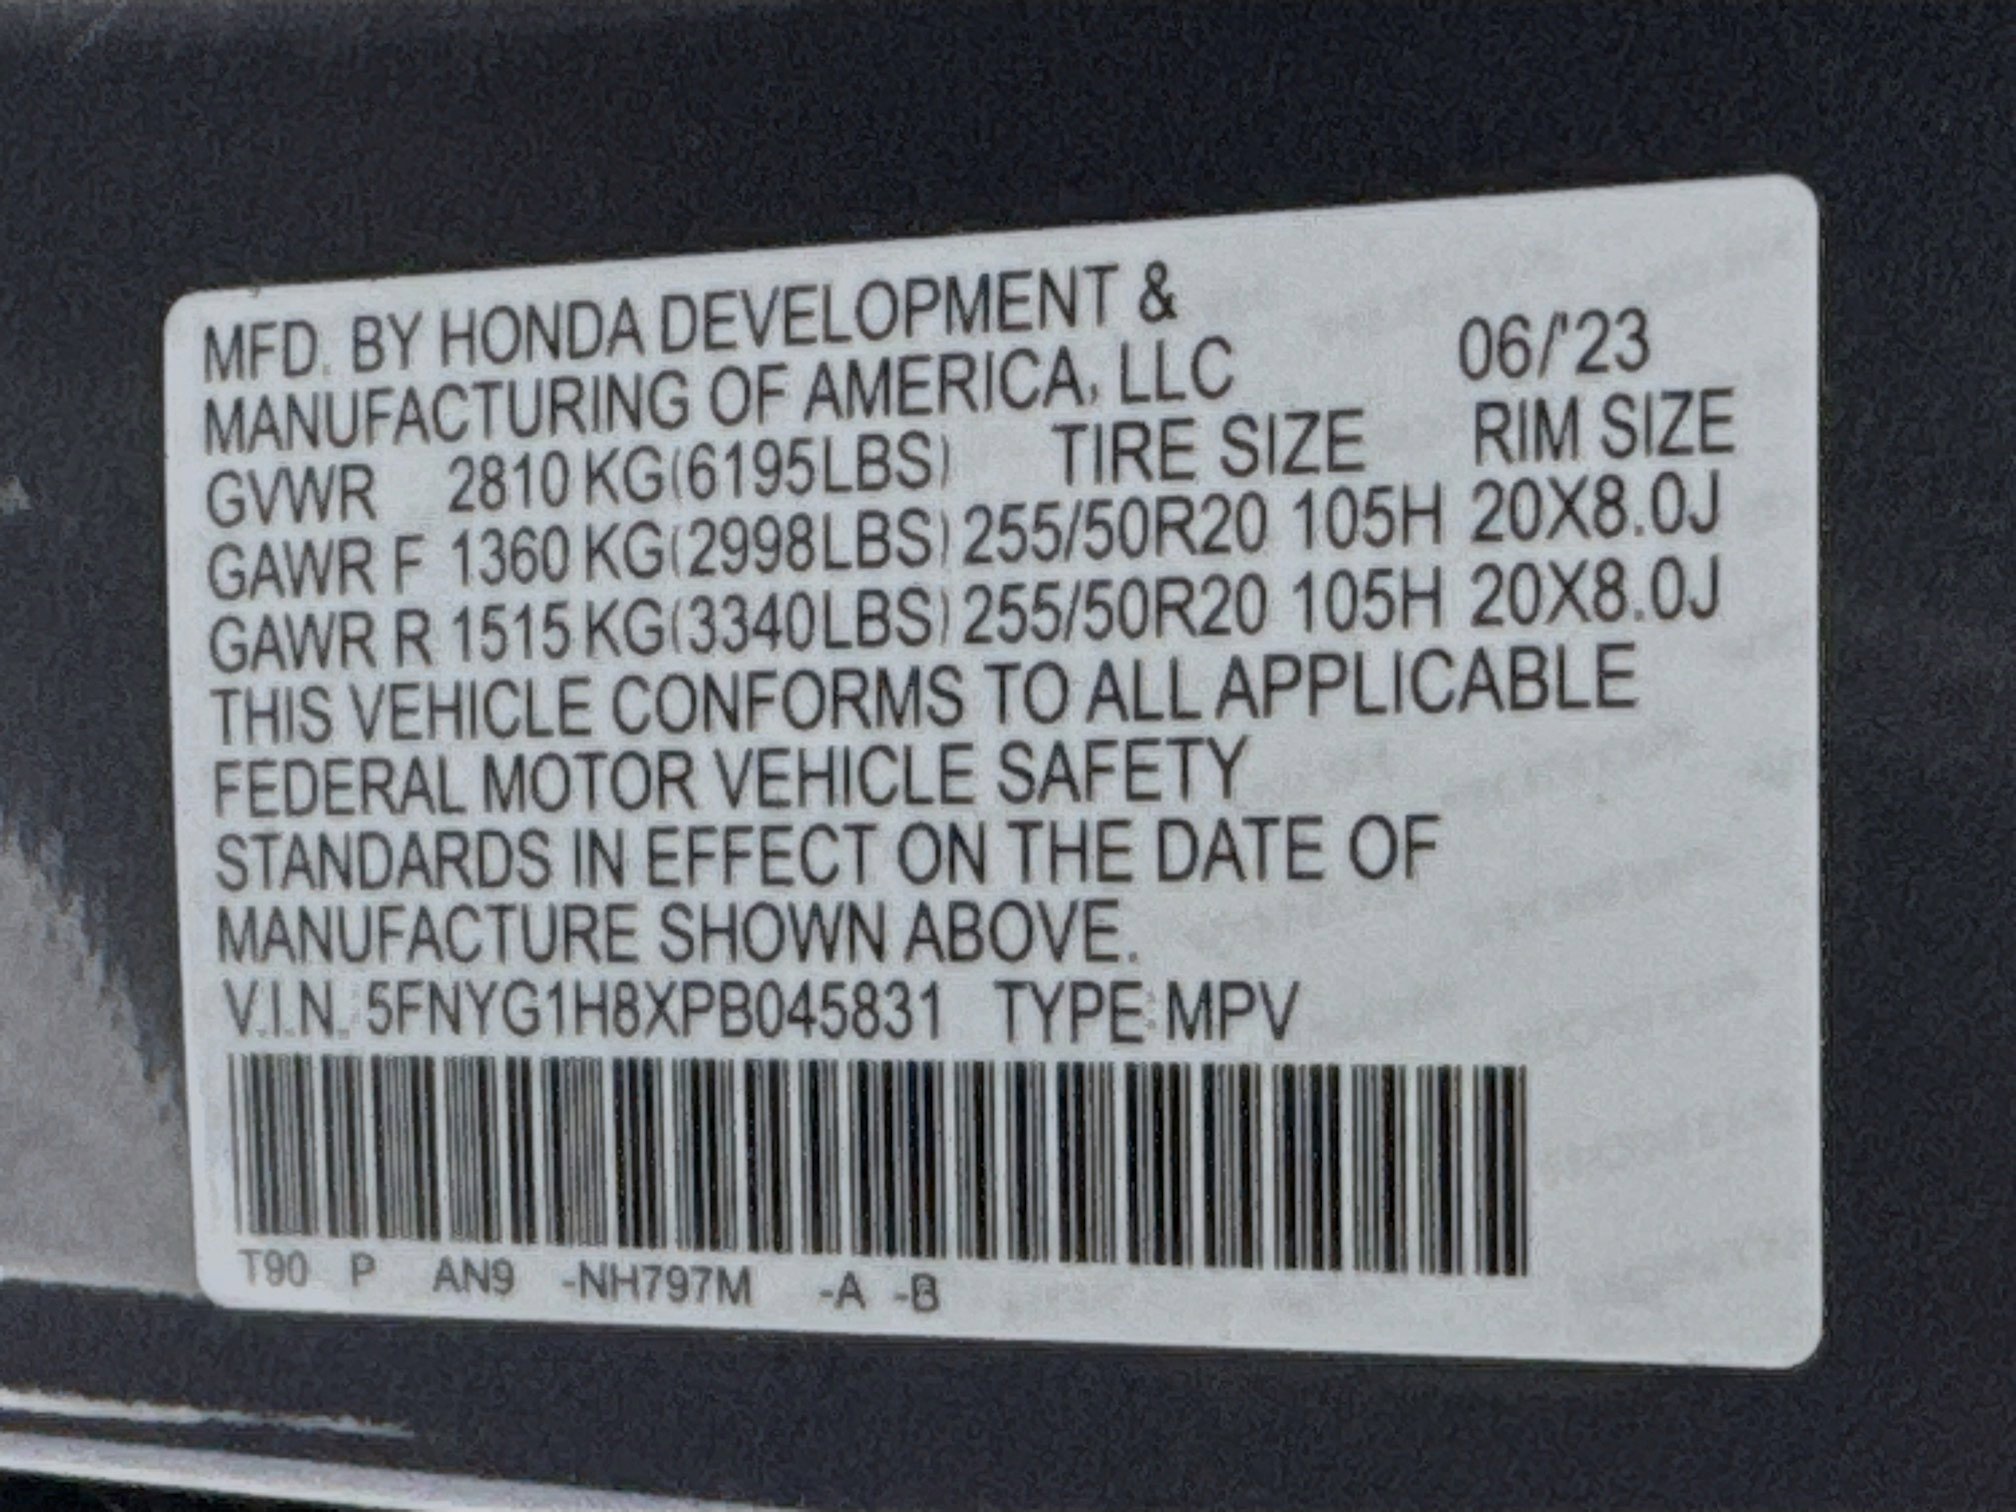 MFD. BY HONDA DEVELOPMENT &
MANUFACTURING OF AMERICA, LLC 06/'23
GVWR 2810 KG(6195LBS) TIRE SIZE RIM SIZE
GAWR F 1360 KG(2998LBS) 255/50R20 105H 20X8.0J
GAWR R 1515 KG(3340LBS) 255/50R20 105H 20X8.0J
THIS VEHICLE CONFORMS TO ALL APPLICABLE
FEDERAL MOTOR VEHICLE SAFETY
STANDARDS IN EFFECT ON THE DATE OF
MANUFACTURE SHOWN ABOVE.
V.I.N. 5FNYG1H8XPB045831 TYPE: MPV
T90 P AN9 -NH797M -A -B